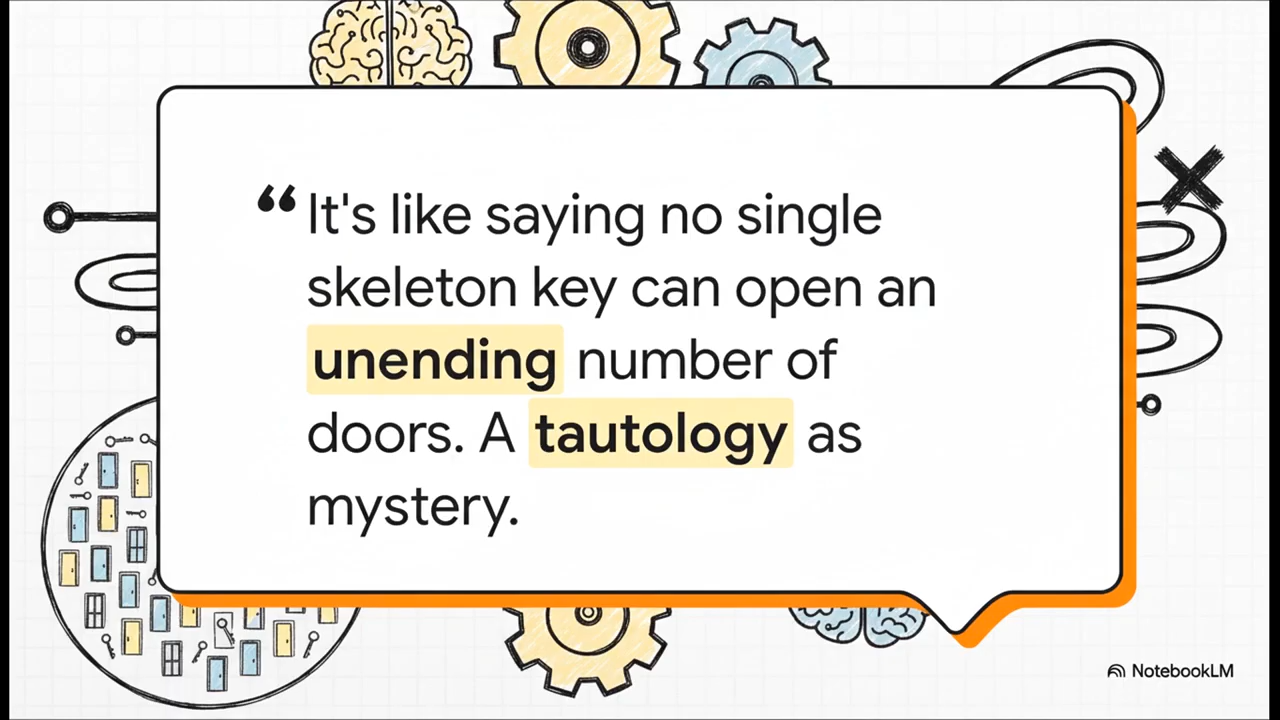 “It's like saying no single
skeleton key can open an
unending number of
doors. A tautology as
mystery.
NotebookLM